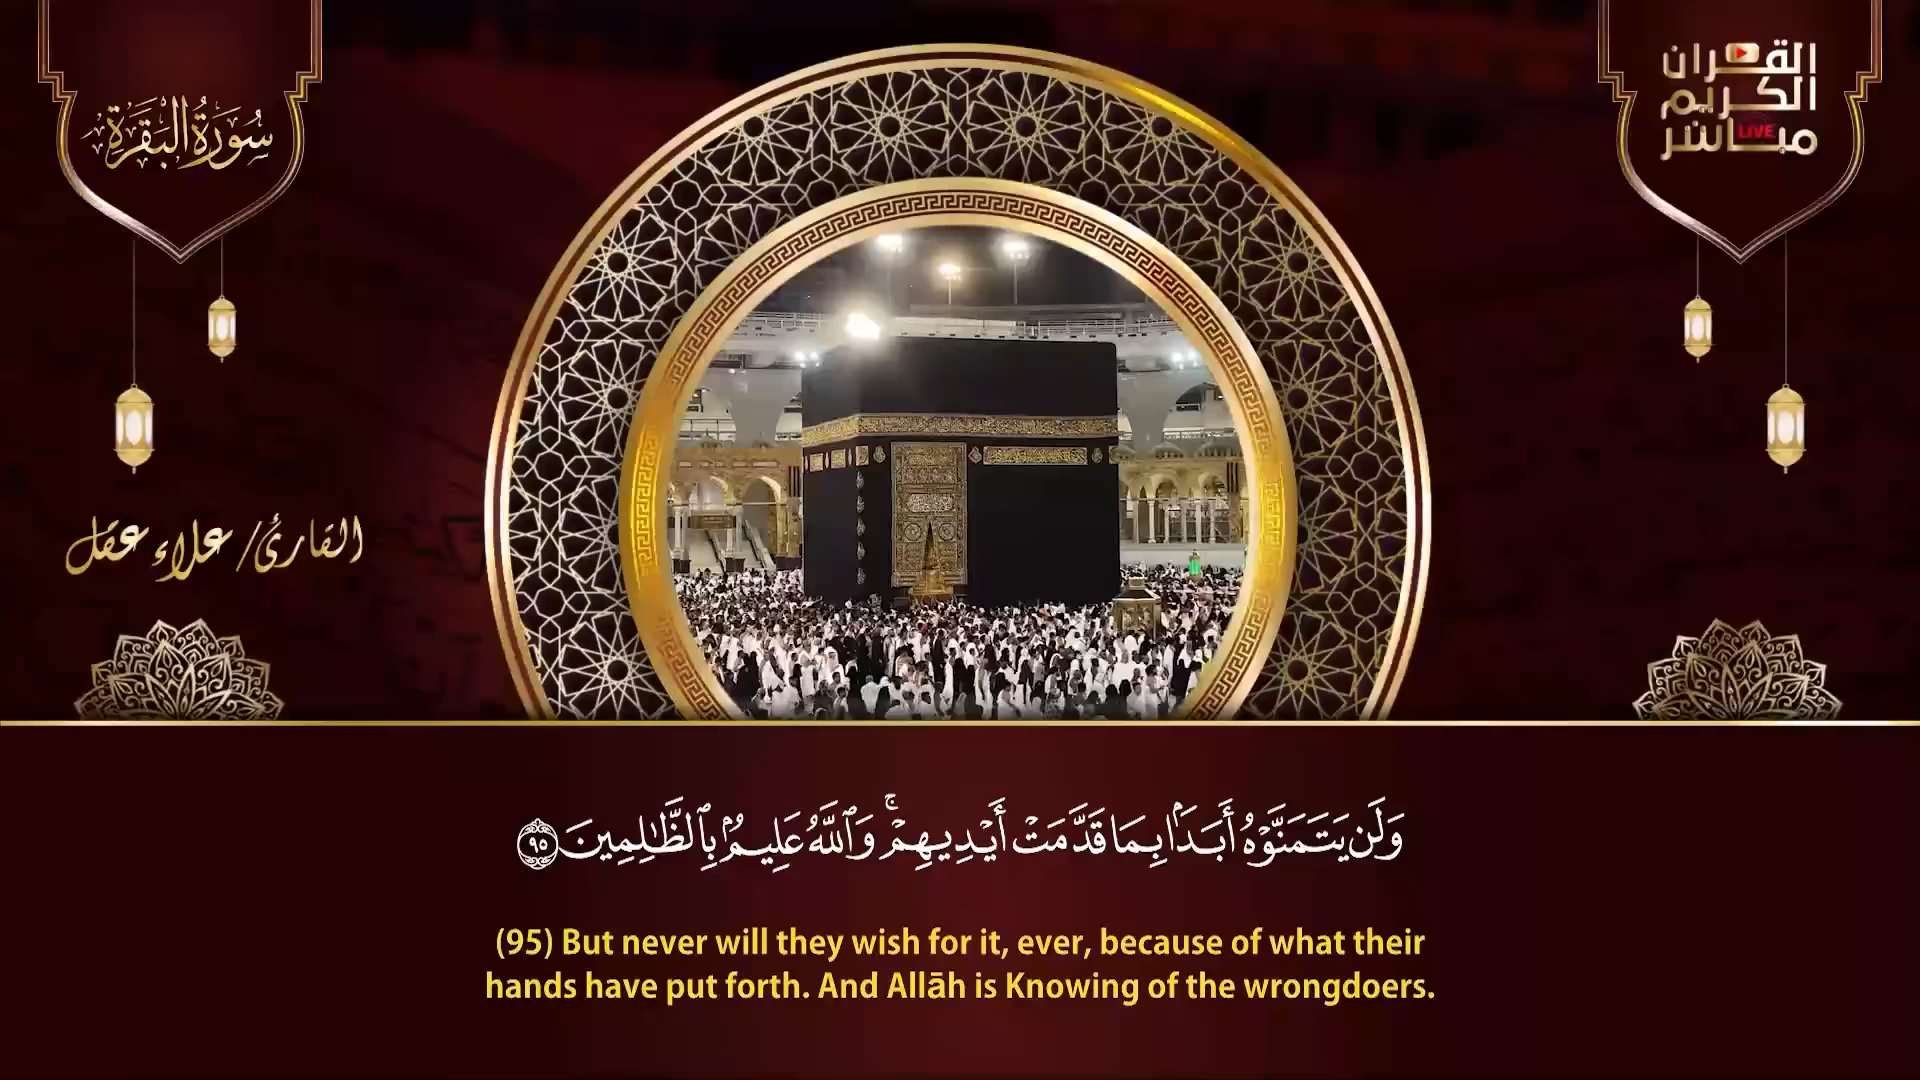 سُورَةُ البَقَرَةِ
القرآن
الكريم
مباشر
LIVE
القارئ/ علاء عقل
وَلَن يَتَمَنَّوۡهُ أَبَدَۢا بِمَا قَدَّمَتۡ أَيۡدِيهِمۡۚ وَٱللَّهُ عَلِيمُۢ بِٱلظَّـٰلِمِينَ ٩٥
(95) But never will they wish for it, ever, because of what their
hands have put forth. And Allāh is Knowing of the wrongdoers.